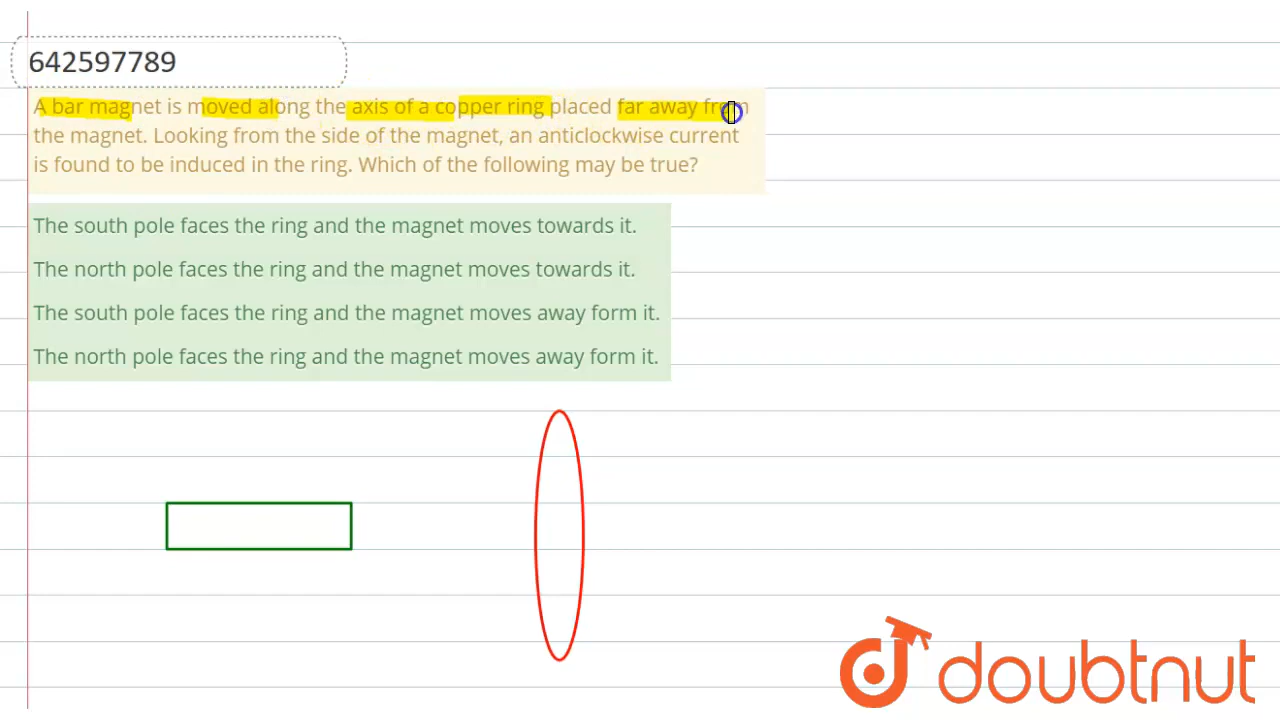 642597789
A bar magnet is moved along the axis of a copper ring placed far away from
the magnet. Looking from the side of the magnet, an anticlockwise current
is found to be induced in the ring. Which of the following may be true?
The south pole faces the ring and the magnet moves towards it.
The north pole faces the ring and the magnet moves towards it.
The south pole faces the ring and the magnet moves away form it.
The north pole faces the ring and the magnet moves away form it.
doubtnut